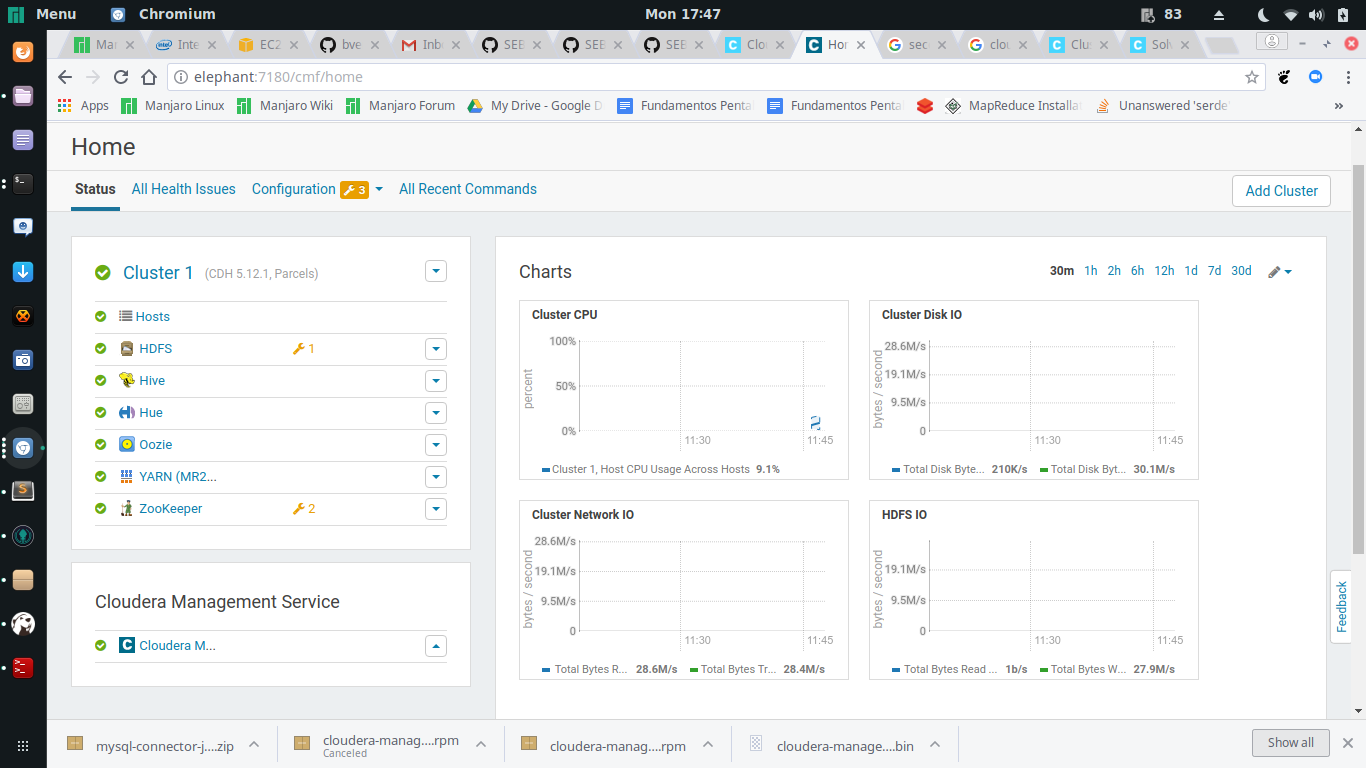 Menu Chromium Mon 17:47 83
Mar Inte EC2 bve Inb SEE SEE SEE Clo Hor sec clou Clu Solv
elephant:7180/cmf/home
Apps Manjaro Linux Manjaro Wiki Manjaro Forum My Drive - Google D Fundamentos Penta Fundamentos Penta MapReduce Installa Unanswered 'serde' »
Home
Status All Health Issues Configuration 3 All Recent Commands Add Cluster
Cluster 1 (CDH 5.12.1, Parcels)
Hosts
HDFS 1
Hive
Hue
Oozie
YARN (MR2...
ZooKeeper 2
Cloudera Management Service
Cloudera M...
Charts 30m 1h 2h 6h 12h 1d 7d 30d
Cluster CPU
percent
100%
50%
0%
11:30 11:45
Cluster 1, Host CPU Usage Across Hosts 9.1%
Cluster Disk IO
bytes / second
28.6M/s
19.1M/s
9.5M/s
0
11:30 11:45
Total Disk Byte... 210K/s Total Disk Byt... 30.1M/s
Cluster Network IO
bytes / second
28.6M/s
19.1M/s
9.5M/s
0
11:30 11:45
Total Bytes R... 28.6M/s Total Bytes Tr... 28.4M/s
HDFS IO
bytes / second
19.1M/s
9.5M/s
0
11:30 11:45
Total Bytes Read ... 1b/s Total Bytes W... 27.9M/s
Feedback
mysql-connector-j....zip
cloudera-manag....rpm
Canceled
cloudera-manag....rpm
cloudera-manage....bin
Show all